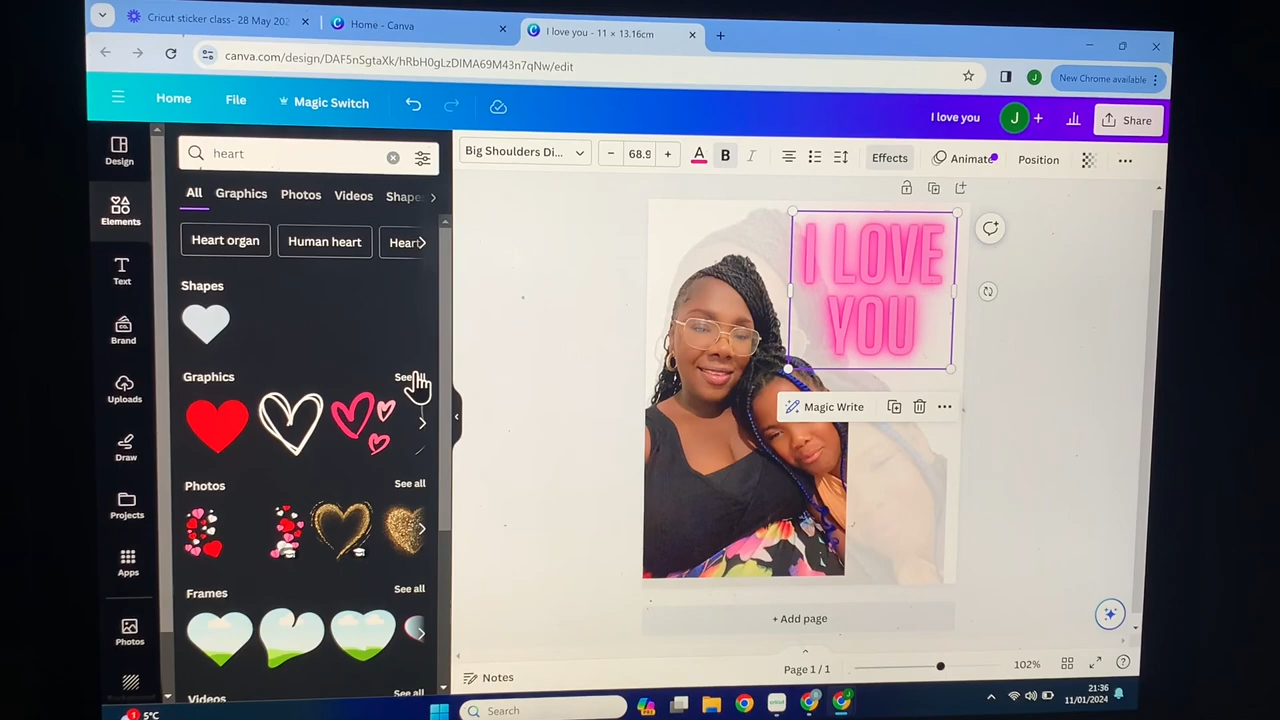 Cricut sticker class- 28 May 202
Home - Canva
I love you - 11 × 13.16cm
canva.com/design/DAF5nSgtaXk/hRbH0gLzDIMA69M43n7qNw/edit
J
New Chrome available
Home
File
Magic Switch
I love you
J
Share
Design
Elements
Text
Brand
Uploads
Draw
Projects
Apps
Photos
heart
All
Graphics
Photos
Videos
Shape
Heart organ
Human heart
Heart
Shapes
Graphics
See all
Photos
See all
Frames
See all
Videos
See all
Big Shoulders Di...
68.9
A
B
I
Effects
Animate
Position
I LOVE
YOU
Magic Write
+ Add page
Notes
Page 1 / 1
102%
1
5°C
Search
21:36
11/01/2024